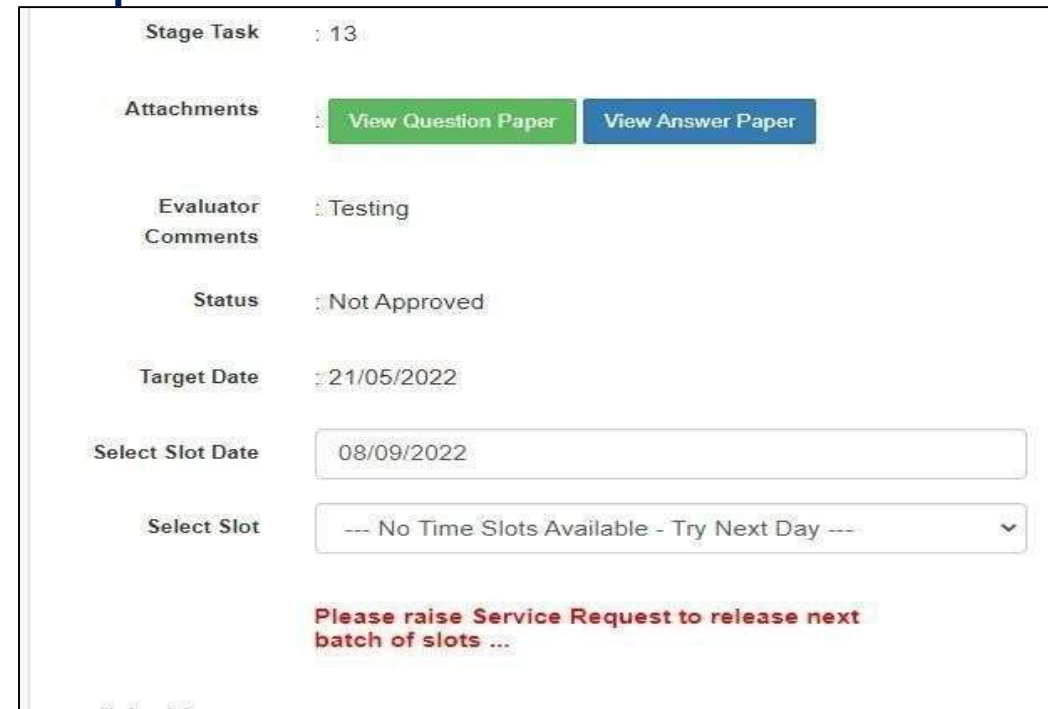 Stage Task : 13
Attachments : View Question Paper View Answer Paper
Evaluator : Testing
Comments
Status : Not Approved
Target Date : 21/05/2022
Select Slot Date 08/09/2022
Select Slot --- No Time Slots Available - Try Next Day ---
Please raise Service Request to release next
batch of slots ...